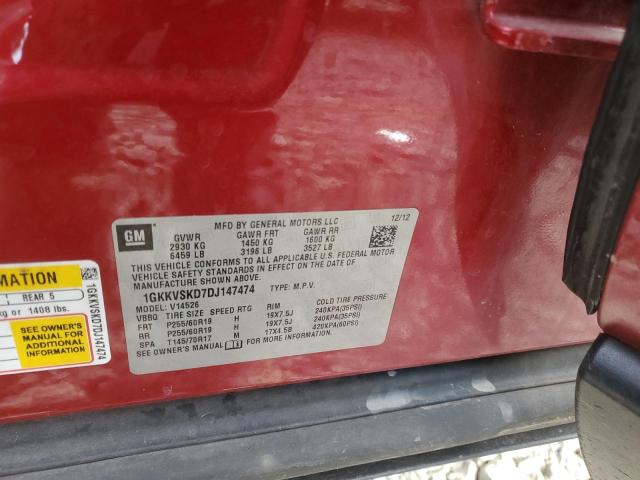 MFD BY GENERAL MOTORS LLC 12/12
GM
GVWR GAWR FRT GAWR RR
2930 KG 1450 KG 1600 KG
6459 LB 3196 LB 3527 LB
THIS VEHICLE CONFORMS TO ALL APPLICABLE U.S. FEDERAL MOTOR
VEHICLE SAFETY STANDARDS IN EFFECT ON THE DATE OF
MANUFACTURE SHOWN ABOVE.
1GKKVSKD7DJ147474 TYPE: M.P.V.
MODEL: V14526
VBBQ TIRE SIZE SPEED RTG RIM COLD TIRE PRESSURE
FRT P255/60R19 H 19X7.5J 240KPA(35PSI)
RR P255/60R19 H 19X7.5J 240KPA(35PSI)
SPA T145/70R17 M 17X4.5B 420KPA(60PSI)
SEE OWNER'S MANUAL FOR MORE INFORMATION.
MATION
1 REAR 5
kg or 1408 lbs.
SEE OWNER'S
MANUAL FOR
ADDITIONAL
INFORMATION
1GKKVSKD7DJ147474